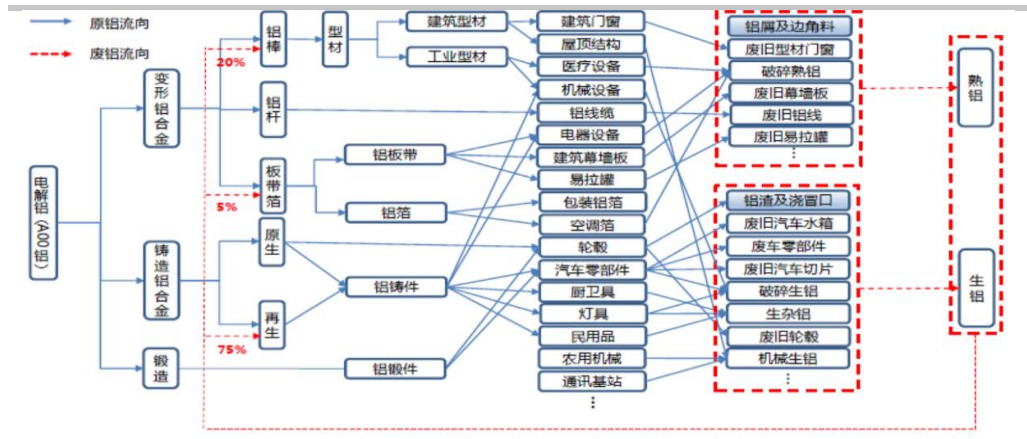 原铝流向
废铝流向
电解铝（A00铝）
变形铝合金
铸造铝合金
锻造
铝棒
20%
铝杆
板带箔
5%
原生
再生
75%
型材
建筑型材
工业型材
铝板带
铝箔
铝铸件
铝锻件
建筑门窗
屋顶结构
医疗设备
机械设备
铝线缆
电器设备
建筑幕墙板
易拉罐
包装铝箔
空调箔
轮毂
汽车零部件
厨卫具
灯具
民用品
农用机械
通讯基站
⋮
铝屑及边角料
废旧型材门窗
破碎熟铝
废旧幕墙板
废旧铝线
废旧易拉罐
⋮
铝渣及浇冒口
废旧汽车水箱
废车零部件
废旧汽车切片
破碎生铝
生杂铝
废旧轮毂
机械生铝
⋮
熟铝
生铝